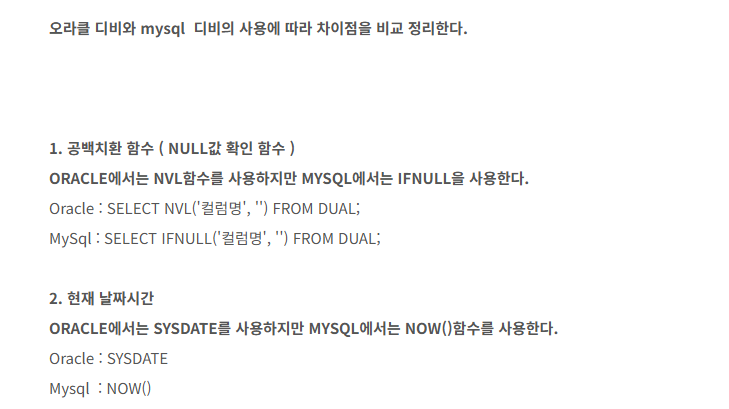 오라클 디비와 mysql  디비의 사용에 따라 차이점을 비교 정리한다.
1. 공백치환 함수 ( NULL값 확인 함수 )
ORACLE에서는 NVL함수를 사용하지만 MYSQL에서는 IFNULL을 사용한다.
Oracle : SELECT NVL('컬럼명', '') FROM DUAL;
MySql : SELECT IFNULL('컬럼명', '') FROM DUAL;
2. 현재 날짜시간
ORACLE에서는 SYSDATE를 사용하지만 MYSQL에서는 NOW()함수를 사용한다.
Oracle : SYSDATE
Mysql  : NOW()